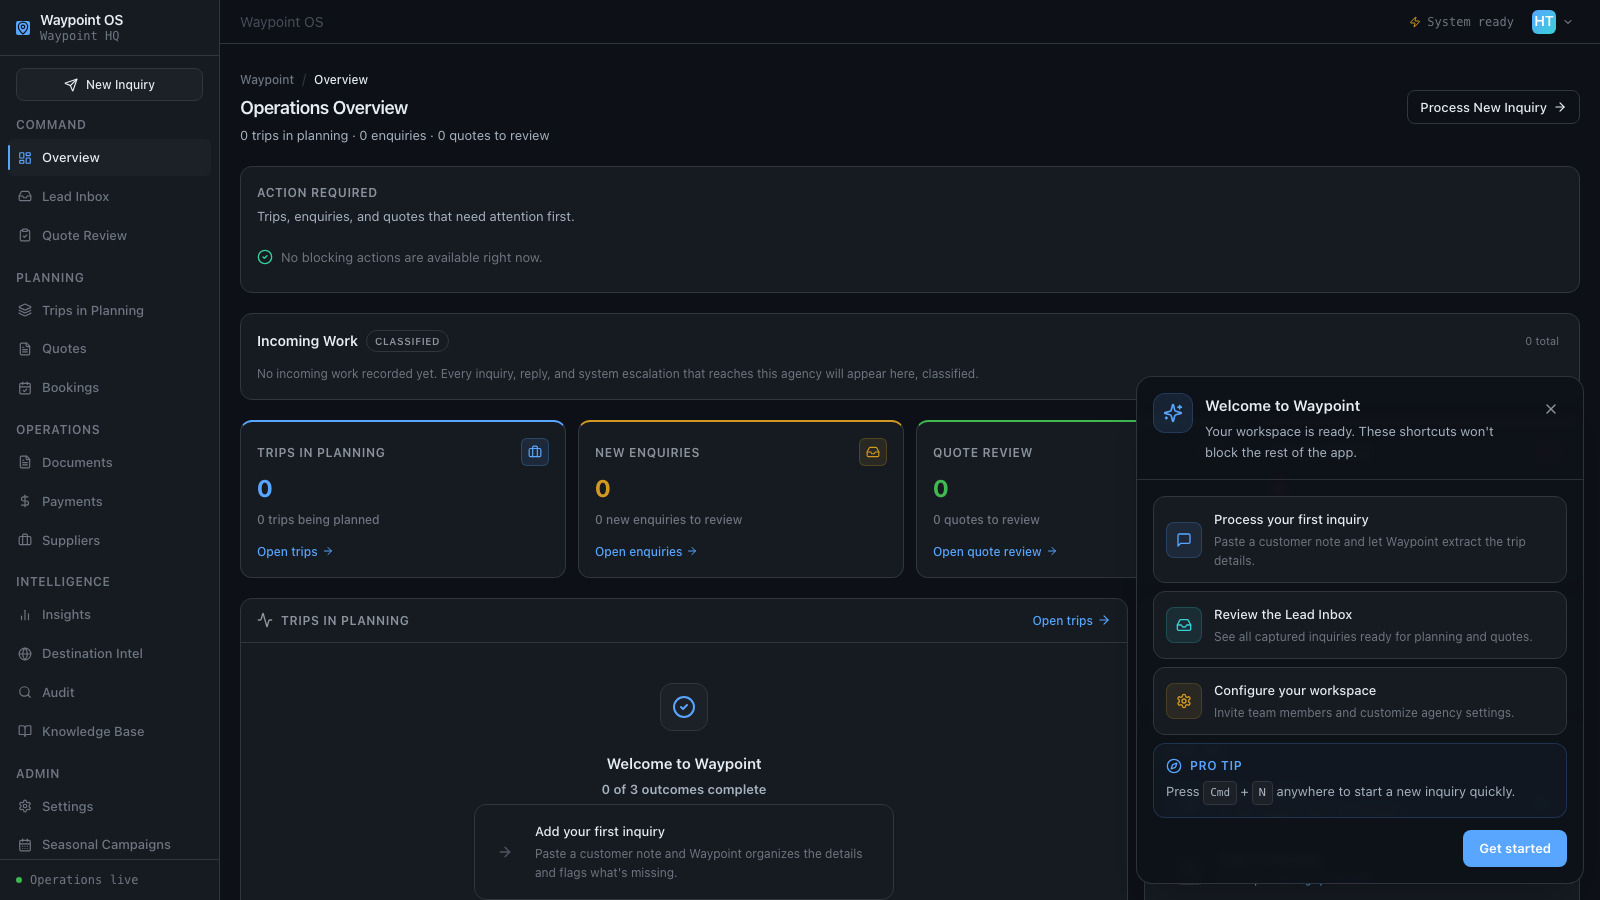 Waypoint OS
Waypoint HQ
New Inquiry
COMMAND
Overview
Lead Inbox
Quote Review
PLANNING
Trips in Planning
Quotes
Bookings
OPERATIONS
Documents
Payments
Suppliers
INTELLIGENCE
Insights
Destination Intel
Audit
Knowledge Base
ADMIN
Settings
Seasonal Campaigns
Operations live
Waypoint OS
System ready
HT
Waypoint / Overview
Operations Overview
0 trips in planning · 0 enquiries · 0 quotes to review
Process New Inquiry
ACTION REQUIRED
Trips, enquiries, and quotes that need attention first.
No blocking actions are available right now.
Incoming Work
CLASSIFIED
0 total
No incoming work recorded yet. Every inquiry, reply, and system escalation that reaches this agency will appear here, classified.
TRIPS IN PLANNING
0
0 trips being planned
Open trips
NEW ENQUIRIES
0
0 new enquiries to review
Open enquiries
QUOTE REVIEW
0
0 quotes to review
Open quote review
TRIPS IN PLANNING
Open trips
Welcome to Waypoint
0 of 3 outcomes complete
Add your first inquiry
Paste a customer note and Waypoint organizes the details
and flags what's missing.
Welcome to Waypoint
Your workspace is ready. These shortcuts won't
block the rest of the app.
Process your first inquiry
Paste a customer note and let Waypoint extract the trip
details.
Review the Lead Inbox
See all captured inquiries ready for planning and quotes.
Configure your workspace
Invite team members and customize agency settings.
PRO TIP
Press Cmd + N anywhere to start a new inquiry quickly.
Get started